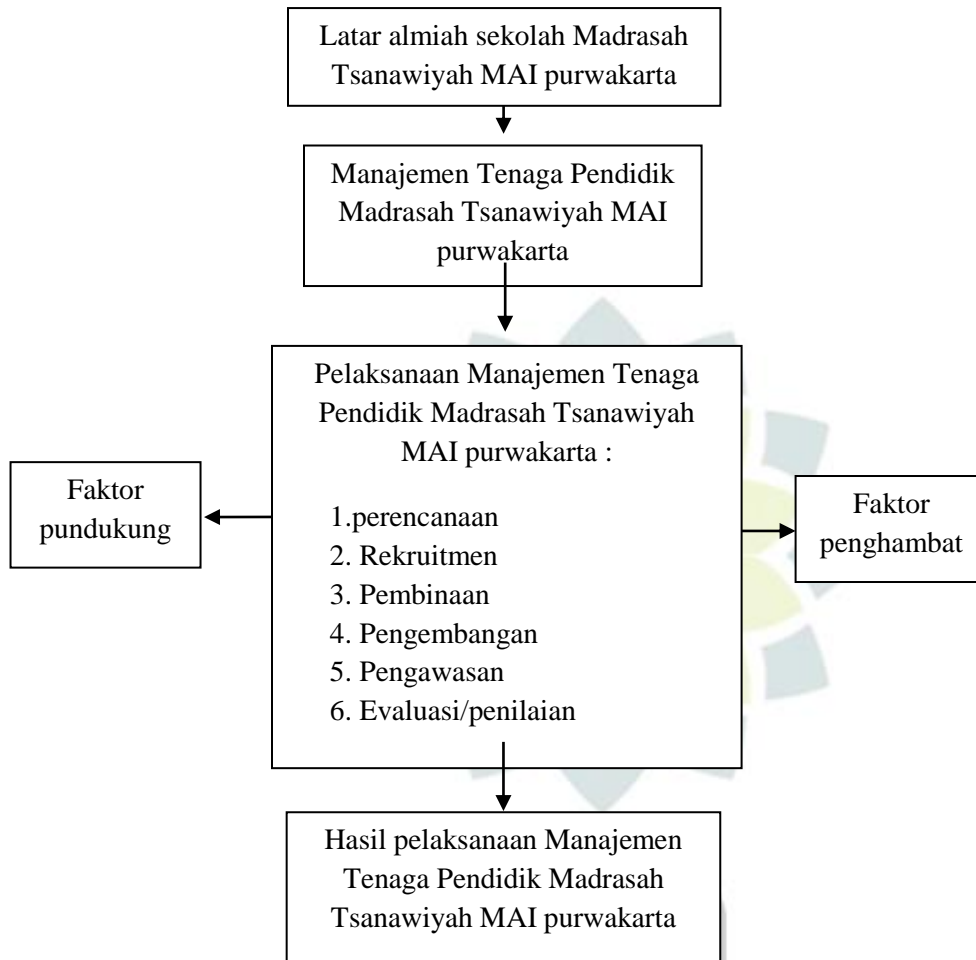 Latar almiah sekolah Madrasah
Tsanawiyah MAI purwakarta
Manajemen Tenaga Pendidik
Madrasah Tsanawiyah MAI
purwakarta
Pelaksanaan Manajemen Tenaga
Pendidik Madrasah Tsanawiyah
MAI purwakarta :
1.perencanaan
2. Rekruitmen
3. Pembinaan
4. Pengembangan
5. Pengawasan
6. Evaluasi/penilaian
Faktor
pundukung
Faktor
penghambat
Hasil pelaksanaan Manajemen
Tenaga Pendidik Madrasah
Tsanawiyah MAI purwakarta